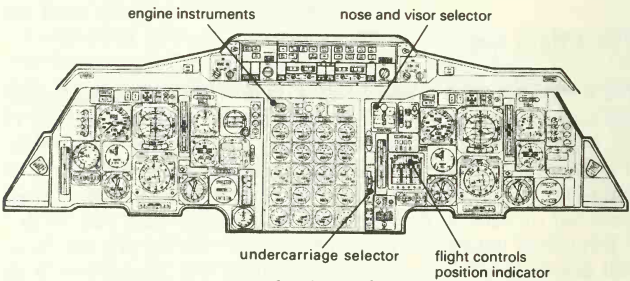 engine instruments
nose and visor selector
undercarriage selector
flight controls
position indicator